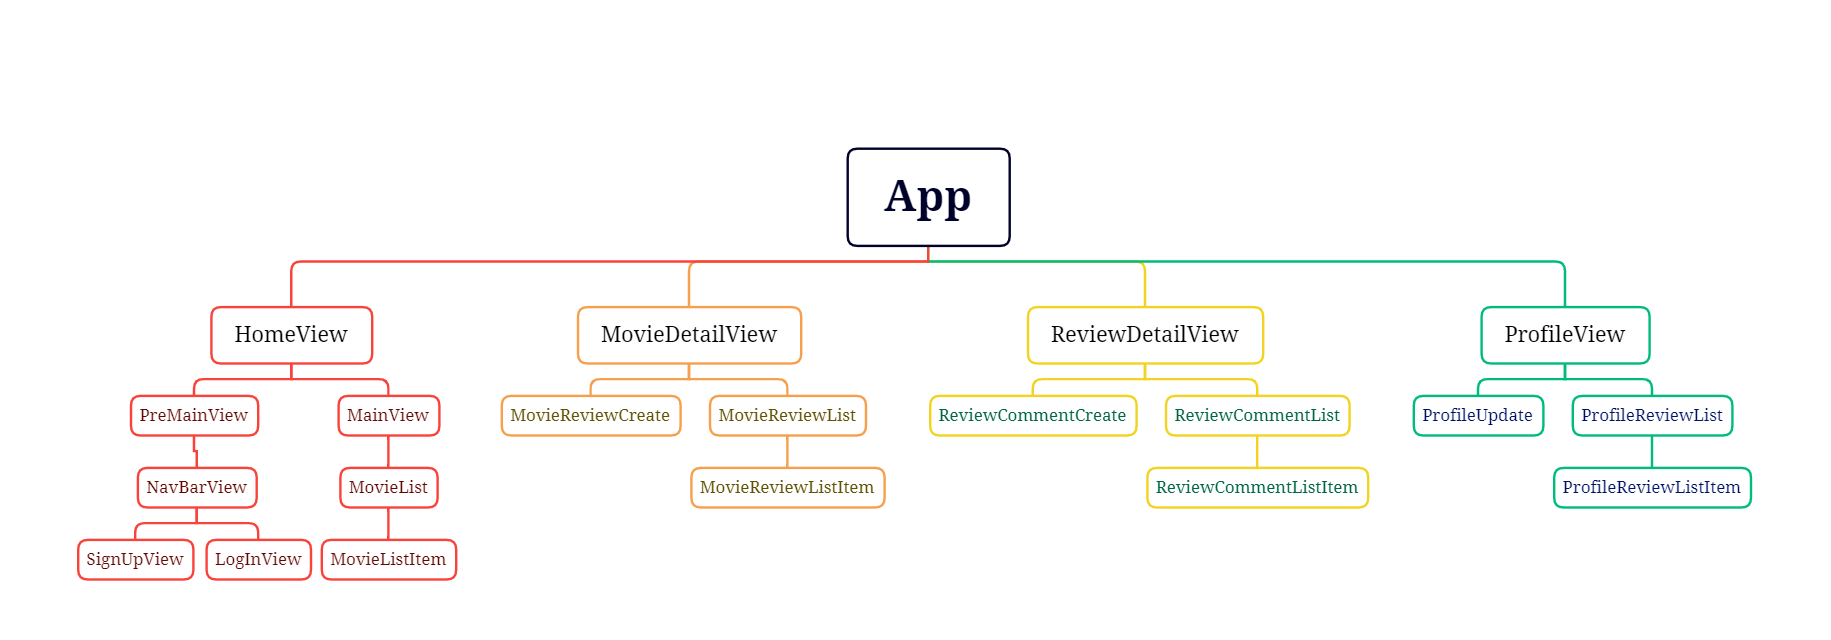 App
HomeView
MovieDetailView
ReviewDetailView
ProfileView
PreMainView
MainView
MovieReviewCreate
MovieReviewList
ReviewCommentCreate
ReviewCommentList
ProfileUpdate
ProfileReviewList
NavBarView
MovieList
MovieReviewListItem
ReviewCommentListItem
ProfileReviewListItem
SignUpView
LogInView
MovieListItem